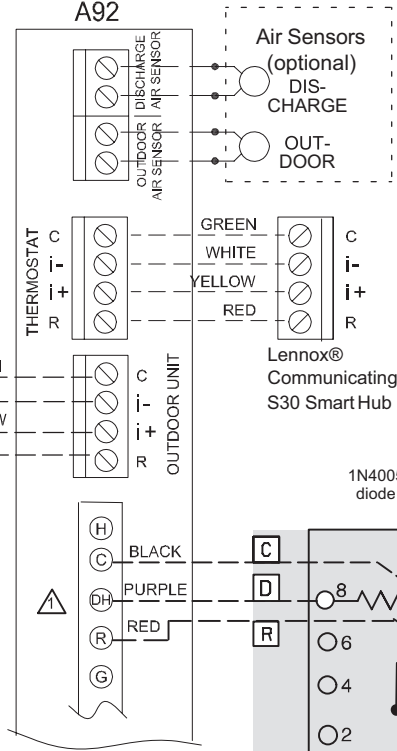 A92
DISCHARGE
AIR SENSOR
OUTDOOR
AIR SENSOR
Air Sensors
(optional)
DIS-
CHARGE
OUT-
DOOR
THERMOSTAT
C
i-
i+
R
GREEN
WHITE
YELLOW
RED
C
i-
i+
R
Lennox®
Communicating
S30 Smart Hub
C
i-
i+
R
OUTDOOR UNIT
W
1N4005
diode
H
C
DH
R
G
1
BLACK
PURPLE
RED
C
D
R
8
6
4
2